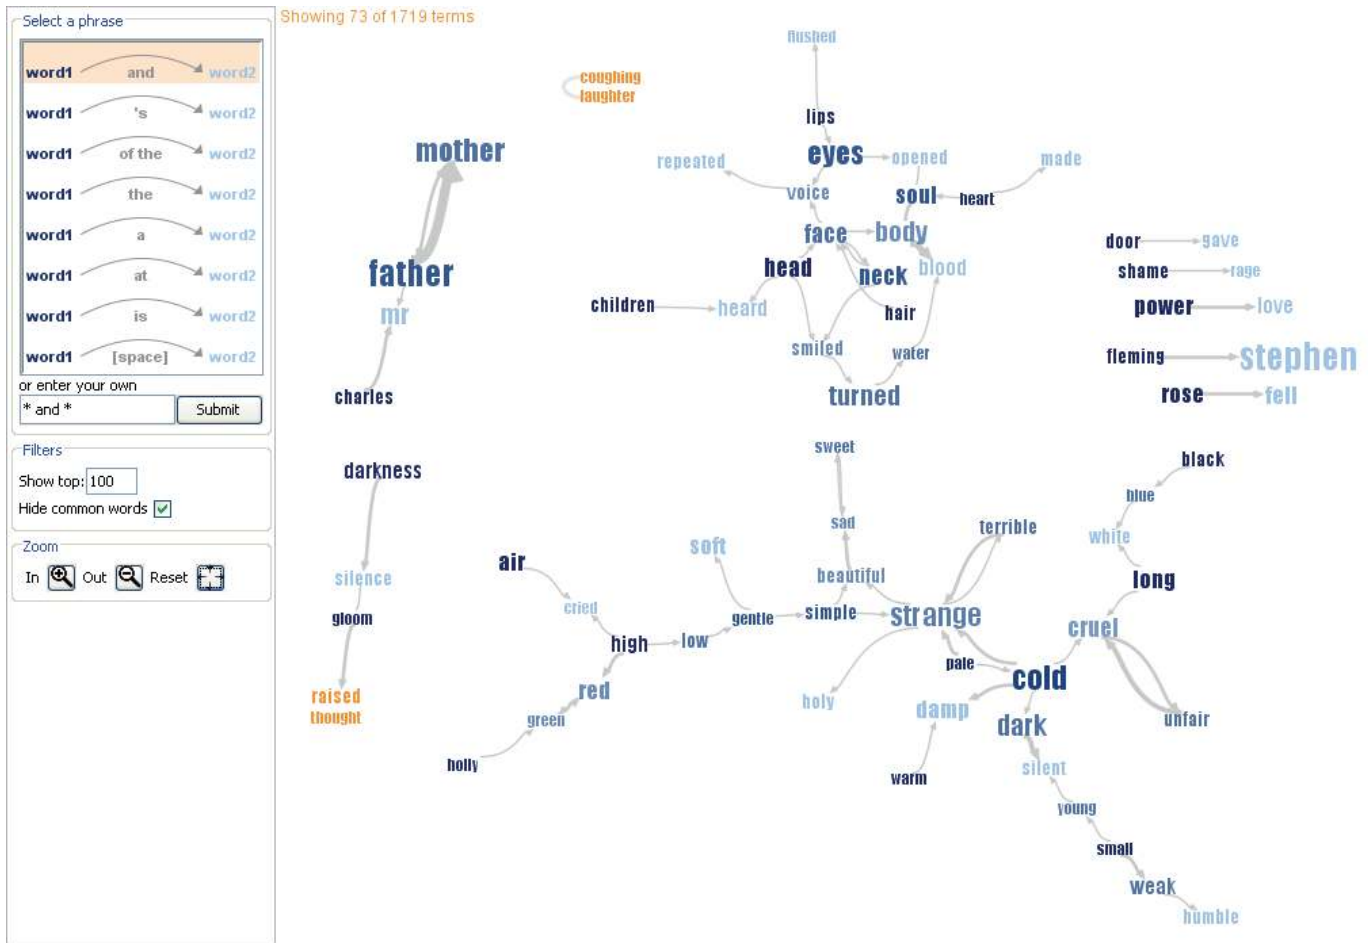 Select a phrase
word1 and word2
word1 's word2
word1 of the word2
word1 the word2
word1 a word2
word1 at word2
word1 is word2
word1 [space] word2
or enter your own
* and *
Submit
Filters
Show top: 100
Hide common words
Zoom
In Out Reset
Showing 73 of 1719 terms
flushed
coughing
laughter
lips
mother
eyes
opened
repeated
made
voice
soul
heart
face
body
door
gave
father
head
neck
blood
shame
rage
children
heard
hair
power
love
mr
smiled
water
fleming
stephen
charles
turned
rose
fell
darkness
sweet
black
blue
sad
terrible
white
soft
air
silence
beautiful
long
cried
gloom
gentle
simple
strange
high
low
cruel
pale
cold
raised
thought
red
holy
damp
green
dark
unfair
holly
warm
silent
young
small
weak
humble